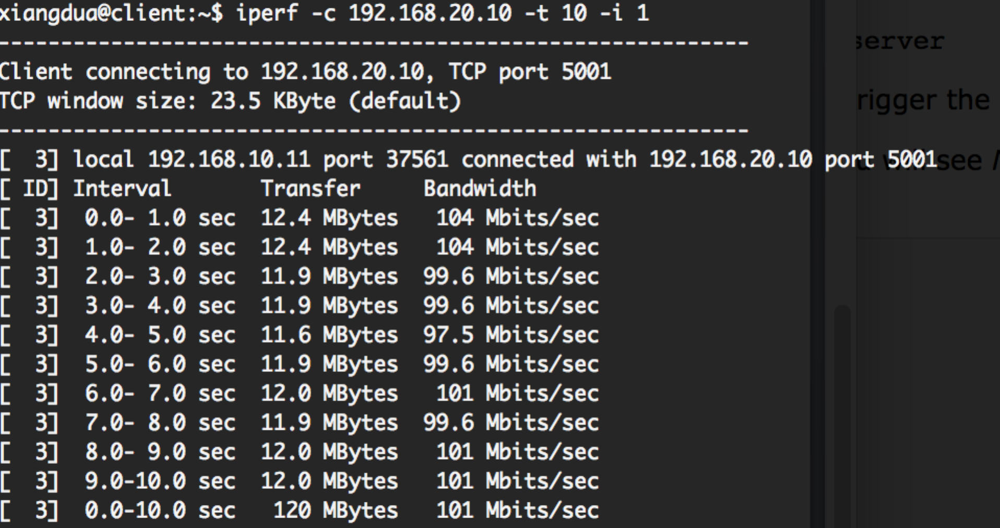 xiangdua@client:~$ iperf -c 192.168.20.10 -t 10 -i 1
------------------------------------------------------------
Client connecting to 192.168.20.10, TCP port 5001
TCP window size: 23.5 KByte (default)
------------------------------------------------------------
[  3] local 192.168.10.11 port 37561 connected with 192.168.20.10 port 5001
[ ID] Interval       Transfer     Bandwidth
[  3]  0.0- 1.0 sec  12.4 MBytes   104 Mbits/sec
[  3]  1.0- 2.0 sec  12.4 MBytes   104 Mbits/sec
[  3]  2.0- 3.0 sec  11.9 MBytes  99.6 Mbits/sec
[  3]  3.0- 4.0 sec  11.9 MBytes  99.6 Mbits/sec
[  3]  4.0- 5.0 sec  11.6 MBytes  97.5 Mbits/sec
[  3]  5.0- 6.0 sec  11.9 MBytes  99.6 Mbits/sec
[  3]  6.0- 7.0 sec  12.0 MBytes   101 Mbits/sec
[  3]  7.0- 8.0 sec  11.9 MBytes  99.6 Mbits/sec
[  3]  8.0- 9.0 sec  12.0 MBytes   101 Mbits/sec
[  3]  9.0-10.0 sec  12.0 MBytes   101 Mbits/sec
[  3]  0.0-10.0 sec   120 MBytes   101 Mbits/sec
server
rigger the
will see